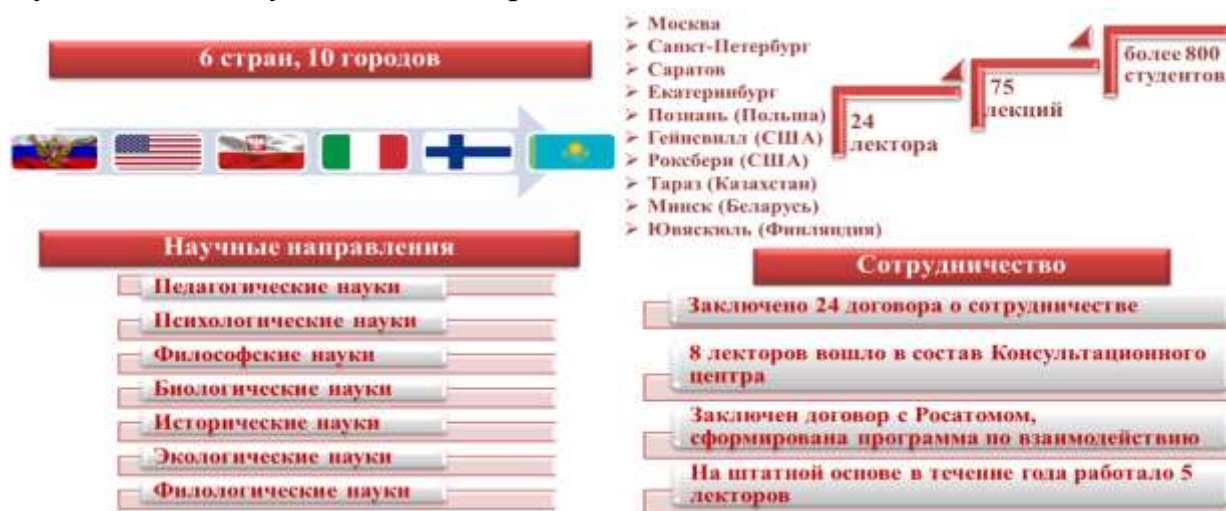 6 стран, 10 городов
Научные направления
Педагогические науки
Психологические науки
Философские науки
Биологические науки
Исторические науки
Экологические науки
Филологические науки
Москва
Санкт-Петербург
Саратов
Екатеринбург
Познань (Польша)
Гейневилл (США)
Роксбери (США)
Тараз (Казахстан)
Минск (Беларусь)
Ювяскюль (Финляндия)
24
лектора
75
лекций
более 800
студентов
Сотрудничество
Заключено 24 договора о сотрудничестве
8 лекторов вошло в состав Консультационного
центра
Заключен договор с Росатомом,
сформирована программа по взаимодействию
На штатной основе в течение года работало 5
лекторов